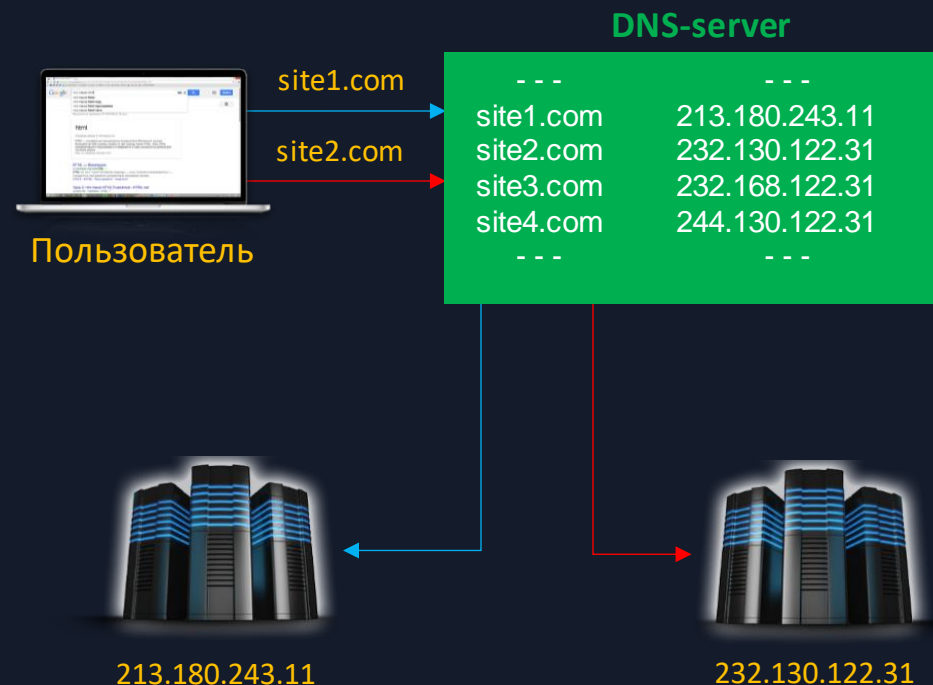 DNS-server
site1.com
site2.com
- - - - - -
site1.com 213.180.243.11
site2.com 232.130.122.31
site3.com 232.168.122.31
site4.com 244.130.122.31
- - - - - -
Google
html
Пользователь
213.180.243.11
232.130.122.31